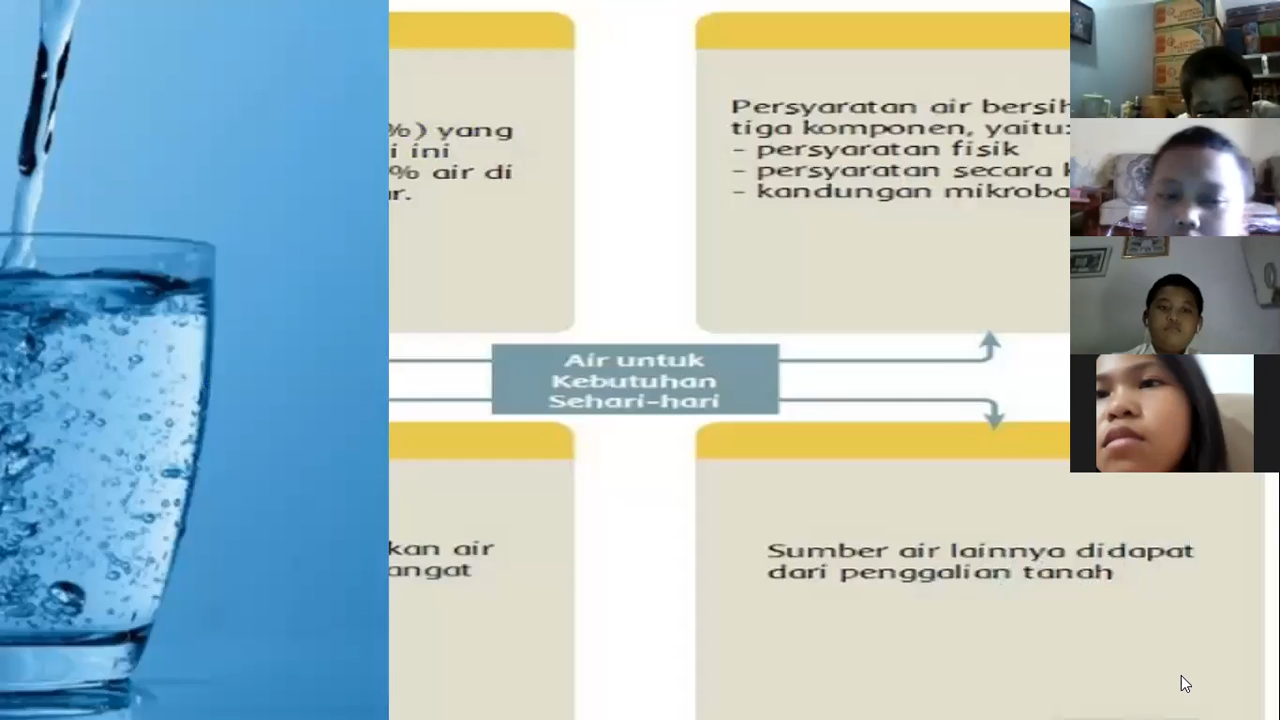 %) yang
i ini
% air di
r.
Persyaratan air bersih
tiga komponen, yaitu:
- persyaratan fisik
- persyaratan secara
- kandungan mikroba
Air untuk
Kebutuhan
Sehari-hari
kan air
angat
Sumber air lainnya didapat
dari penggalian tanah